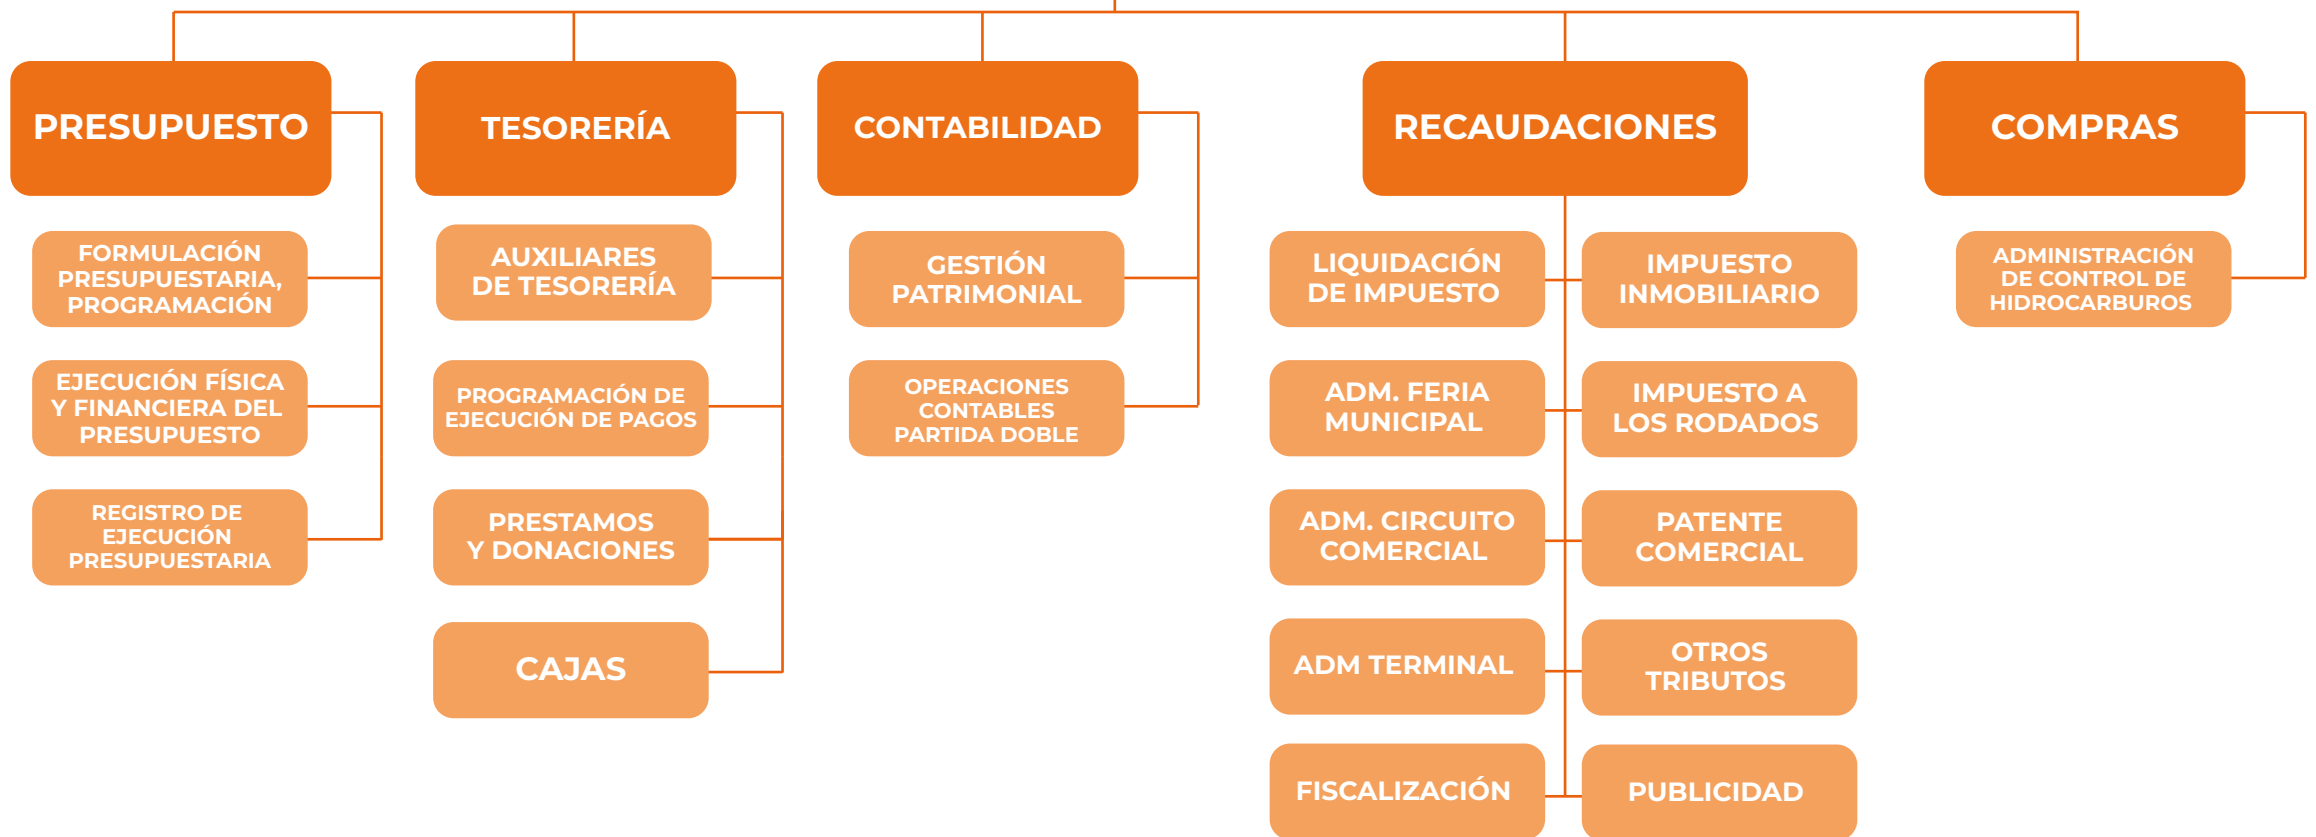 PRESUPUESTO
FORMULACIÓN
PRESUPUESTARIA,
PROGRAMACIÓN
EJECUCIÓN FÍSICA
Y FINANCIERA DEL
PRESUPUESTO
REGISTRO DE
EJECUCIÓN
PRESUPUESTARIA
TESORERÍA
AUXILIARES
DE TESORERÍA
PROGRAMACIÓN DE
EJECUCIÓN DE PAGOS
PRESTAMOS
Y DONACIONES
CAJAS
CONTABILIDAD
GESTIÓN
PATRIMONIAL
OPERACIONES
CONTABLES
PARTIDA DOBLE
RECAUDACIONES
LIQUIDACIÓN
DE IMPUESTO
IMPUESTO
INMOBILIARIO
ADM. FERIA
MUNICIPAL
IMPUESTO A
LOS RODADOS
ADM. CIRCUITO
COMERCIAL
PATENTE
COMERCIAL
ADM TERMINAL
OTROS
TRIBUTOS
FISCALIZACIÓN
PUBLICIDAD
COMPRAS
ADMINISTRACIÓN
DE CONTROL DE
HIDROCARBUROS